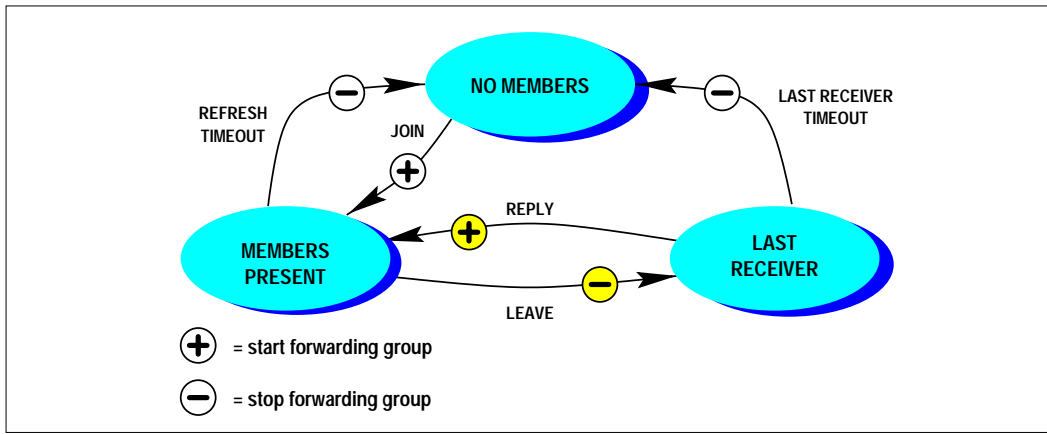 NO MEMBERS
REFRESH
TIMEOUT
LAST RECEIVER
TIMEOUT
JOIN
REPLY
MEMBERS
PRESENT
LAST
RECEIVER
LEAVE
= start forwarding group
= stop forwarding group